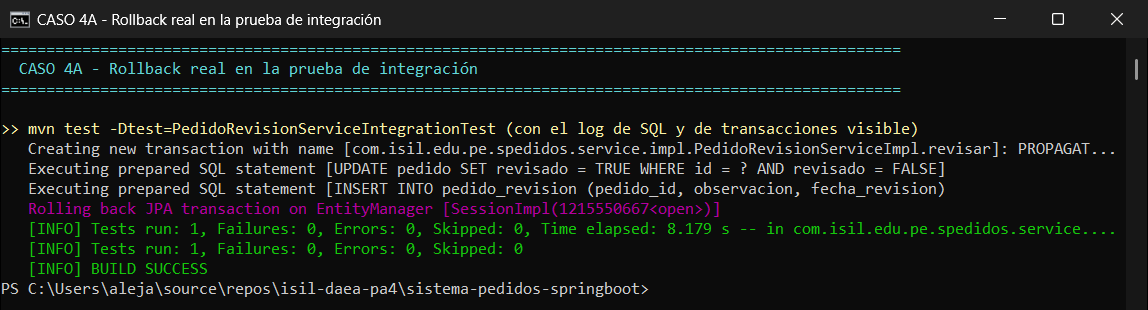 CASO 4A - Rollback real en la prueba de integración
====================================================================================================
CASO 4A - Rollback real en la prueba de integración
====================================================================================================
>> mvn test -Dtest=PedidoRevisionServiceIntegrationTest (con el log de SQL y de transacciones visible)
Creating new transaction with name [com.isil.edu.pe.spedidos.service.impl.PedidoRevisionServiceImpl.revisar]: PROPAGAT...
Executing prepared SQL statement [UPDATE pedido SET revisado = TRUE WHERE id = ? AND revisado = FALSE]
Executing prepared SQL statement [INSERT INTO pedido_revision (pedido_id, observacion, fecha_revision)
Rolling back JPA transaction on EntityManager [SessionImpl(1215550667<open>)]
[INFO] Tests run: 1, Failures: 0, Errors: 0, Skipped: 0, Time elapsed: 8.179 s -- in com.isil.edu.pe.spedidos.service....
[INFO] Tests run: 1, Failures: 0, Errors: 0, Skipped: 0
[INFO] BUILD SUCCESS
PS C:\Users\aleja\source\repos\isil-daea-pa4\sistema-pedidos-springboot>